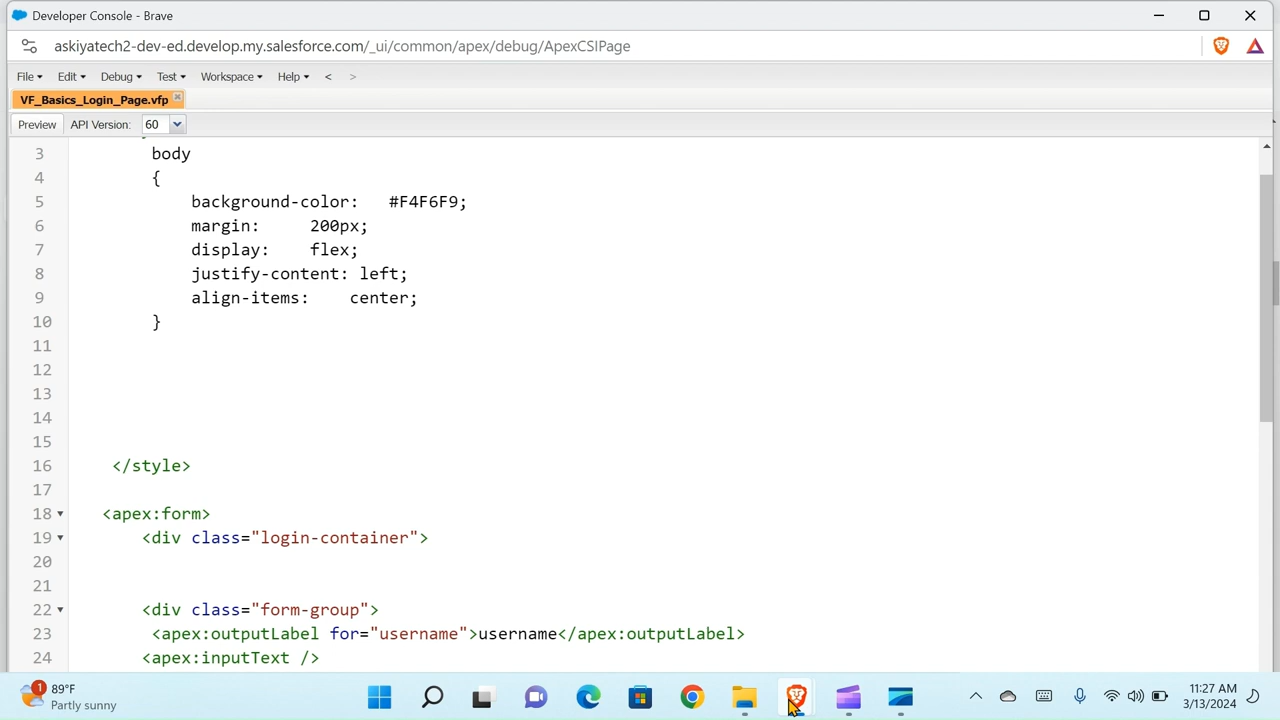 Developer Console - Brave
askiyatech2-dev-ed.develop.my.salesforce.com/_ui/common/apex/debug/ApexCSIPage
File Edit Debug Test Workspace Help < >
VF_Basics_Login_Page.vfp
Preview API Version: 60
3 body
4 {
5 background-color: #F4F6F9;
6 margin: 200px;
7 display: flex;
8 justify-content: left;
9 align-items: center;
10 }
11
12
13
14
15
16 </style>
17
18 <apex:form>
19 <div class="login-container">
20
21
22 <div class="form-group">
23 <apex:outputLabel for="username">username</apex:outputLabel>
24 <apex:inputText />
1
89°F
Partly sunny
11:27 AM
3/13/2024